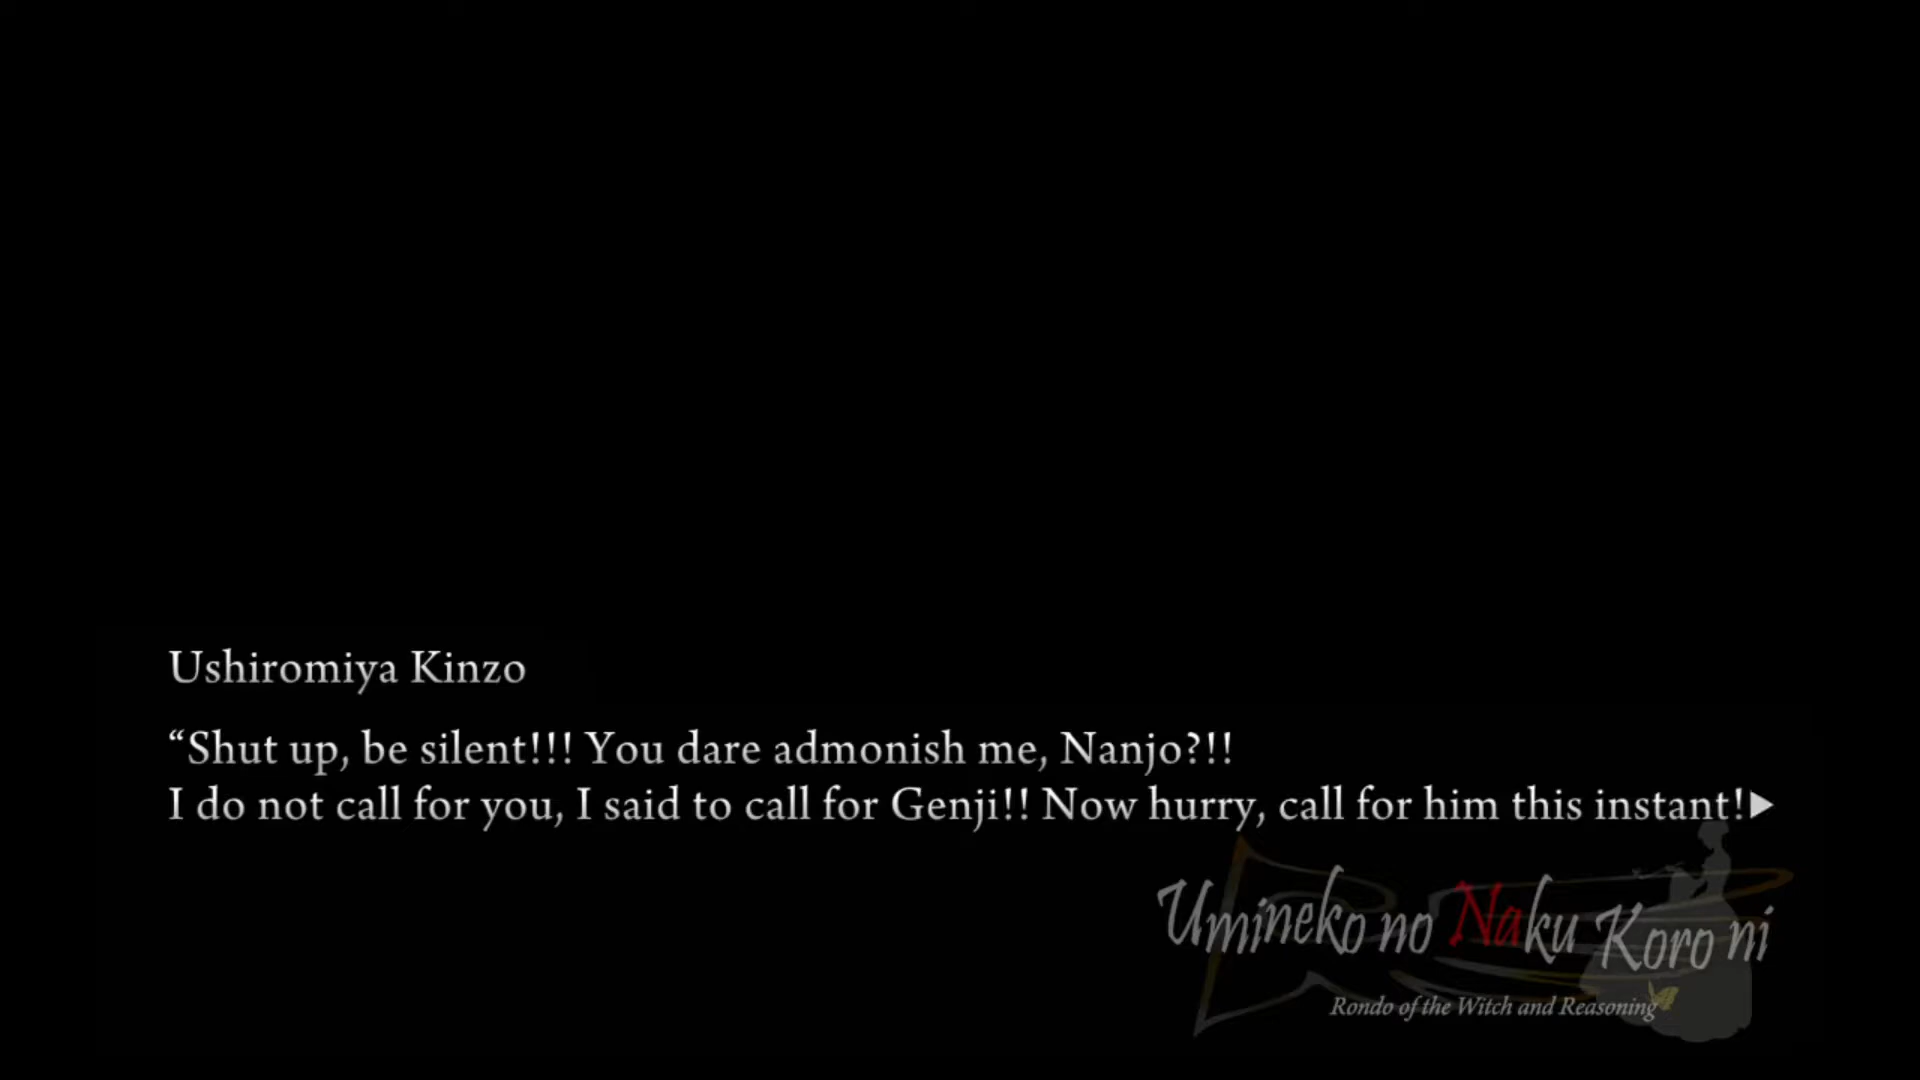 Ushiromiya Kinzo
“Shut up, be silent!!! You dare admonish me, Nanjo?!!
I do not call for you, I said to call for Genji!! Now hurry, call for him this instant!
Umineko no Naku Koro ni
Rondo of the Witch and Reasoning